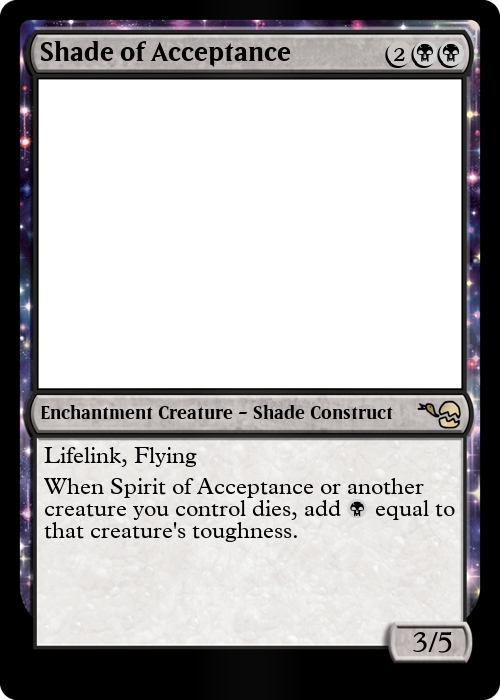 Shade of Acceptance 2
Enchantment Creature – Shade Construct
Lifelink, Flying
When Spirit of Acceptance or another
creature you control dies, add equal to
that creature's toughness.
3/5